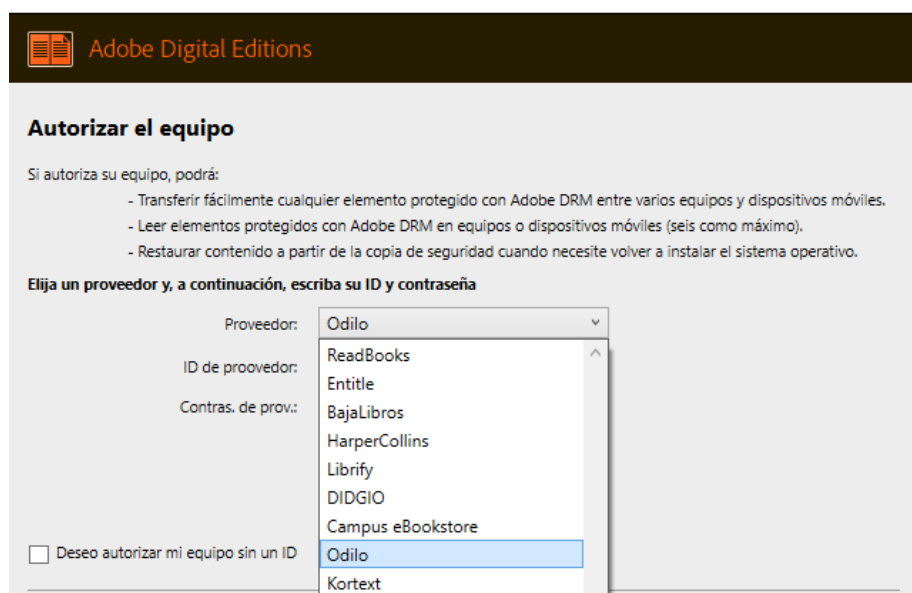 Adobe Digital Editions
Autorizar el equipo
Si autoriza su equipo, podrá:
- Transferir fácilmente cualquier elemento protegido con Adobe DRM entre varios equipos y dispositivos móviles.
- Leer elementos protegidos con Adobe DRM en equipos o dispositivos móviles (seis como máximo).
- Restaurar contenido a partir de la copia de seguridad cuando necesite volver a instalar el sistema operativo.
Elija un proveedor y, a continuación, escriba su ID y contraseña
Proveedor: Odilo
ID de proovedor:
Contras. de prov.:
ReadBooks
Entitle
BajaLibros
HarperCollins
Librify
DIDGIO
Campus eBookstore
Odilo
Kortext
Deseo autorizar mi equipo sin un ID